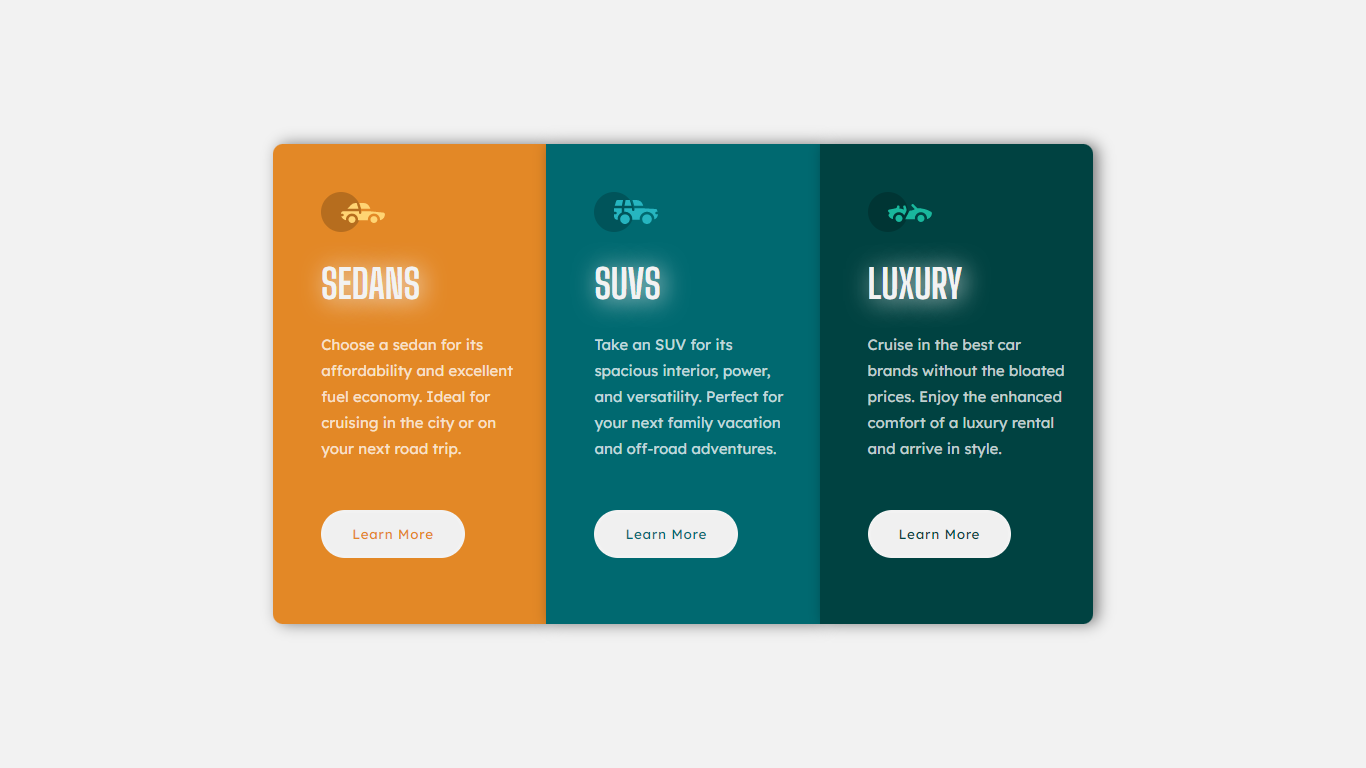 SEDANS
Choose a sedan for its
affordability and excellent
fuel economy. Ideal for
cruising in the city or on
your next road trip.
Learn More
SUVS
Take an SUV for its
spacious interior, power,
and versatility. Perfect for
your next family vacation
and off-road adventures.
Learn More
LUXURY
Cruise in the best car
brands without the bloated
prices. Enjoy the enhanced
comfort of a luxury rental
and arrive in style.
Learn More